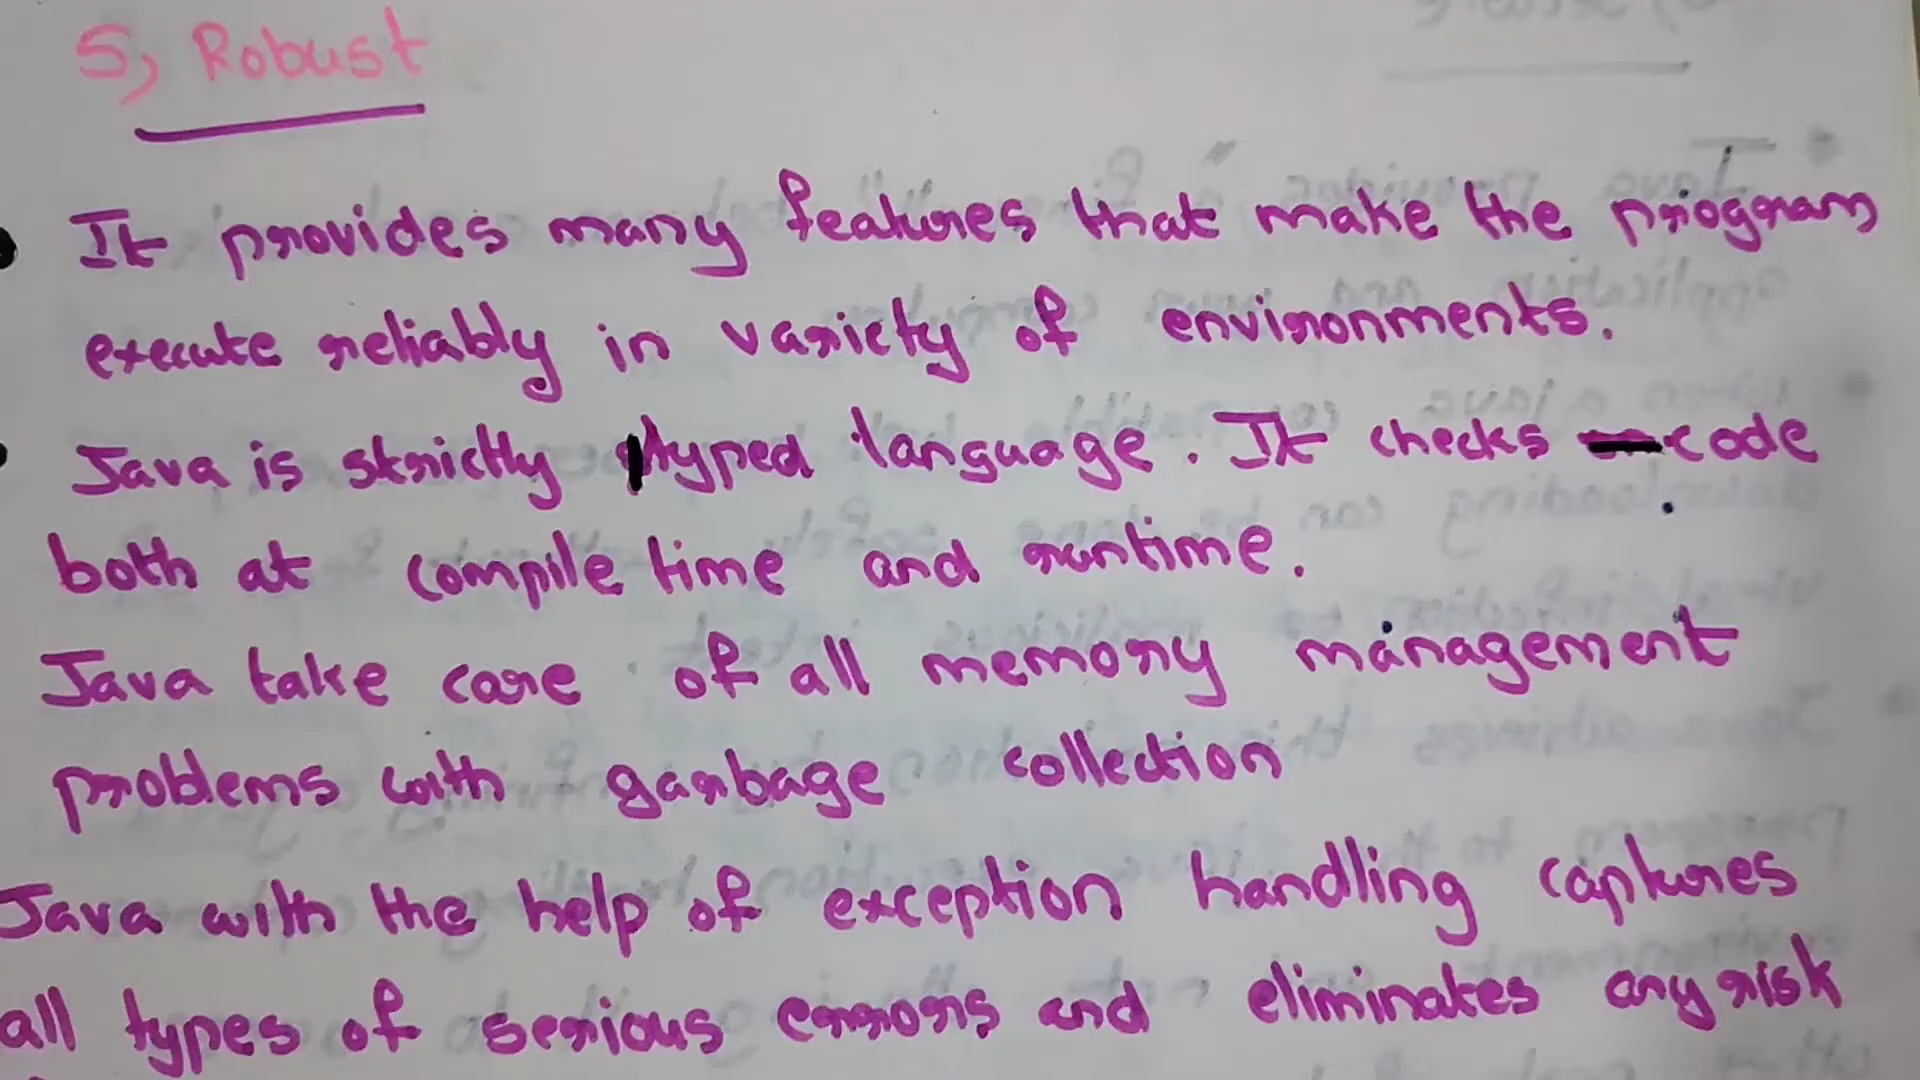 5, Robust
It provides many features that make the program
execute reliably in variety of environments.
Java is strictly typed language. It checks code
both at compile time and runtime.
Java take care of all memory management
problems with garbage collection
Java with the help of exception handling captures
all types of serious errors and eliminates any risk